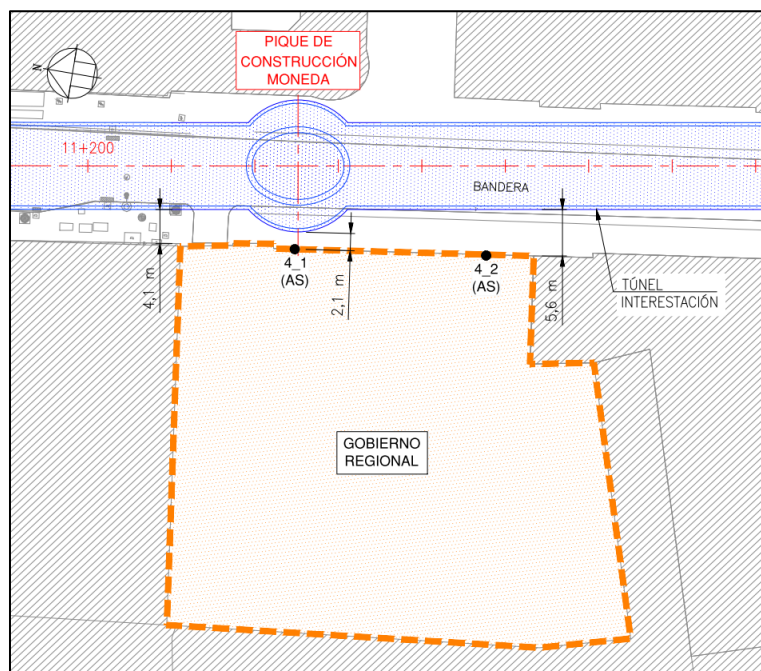 PIQUE DE
CONSTRUCCIÓN
MONEDA
N
11+200
BANDERA
4_1
(AS)
4_2
(AS)
4,1 m
2,1 m
5,6 m
TÚNEL
INTERESTACIÓN
GOBIERNO
REGIONAL